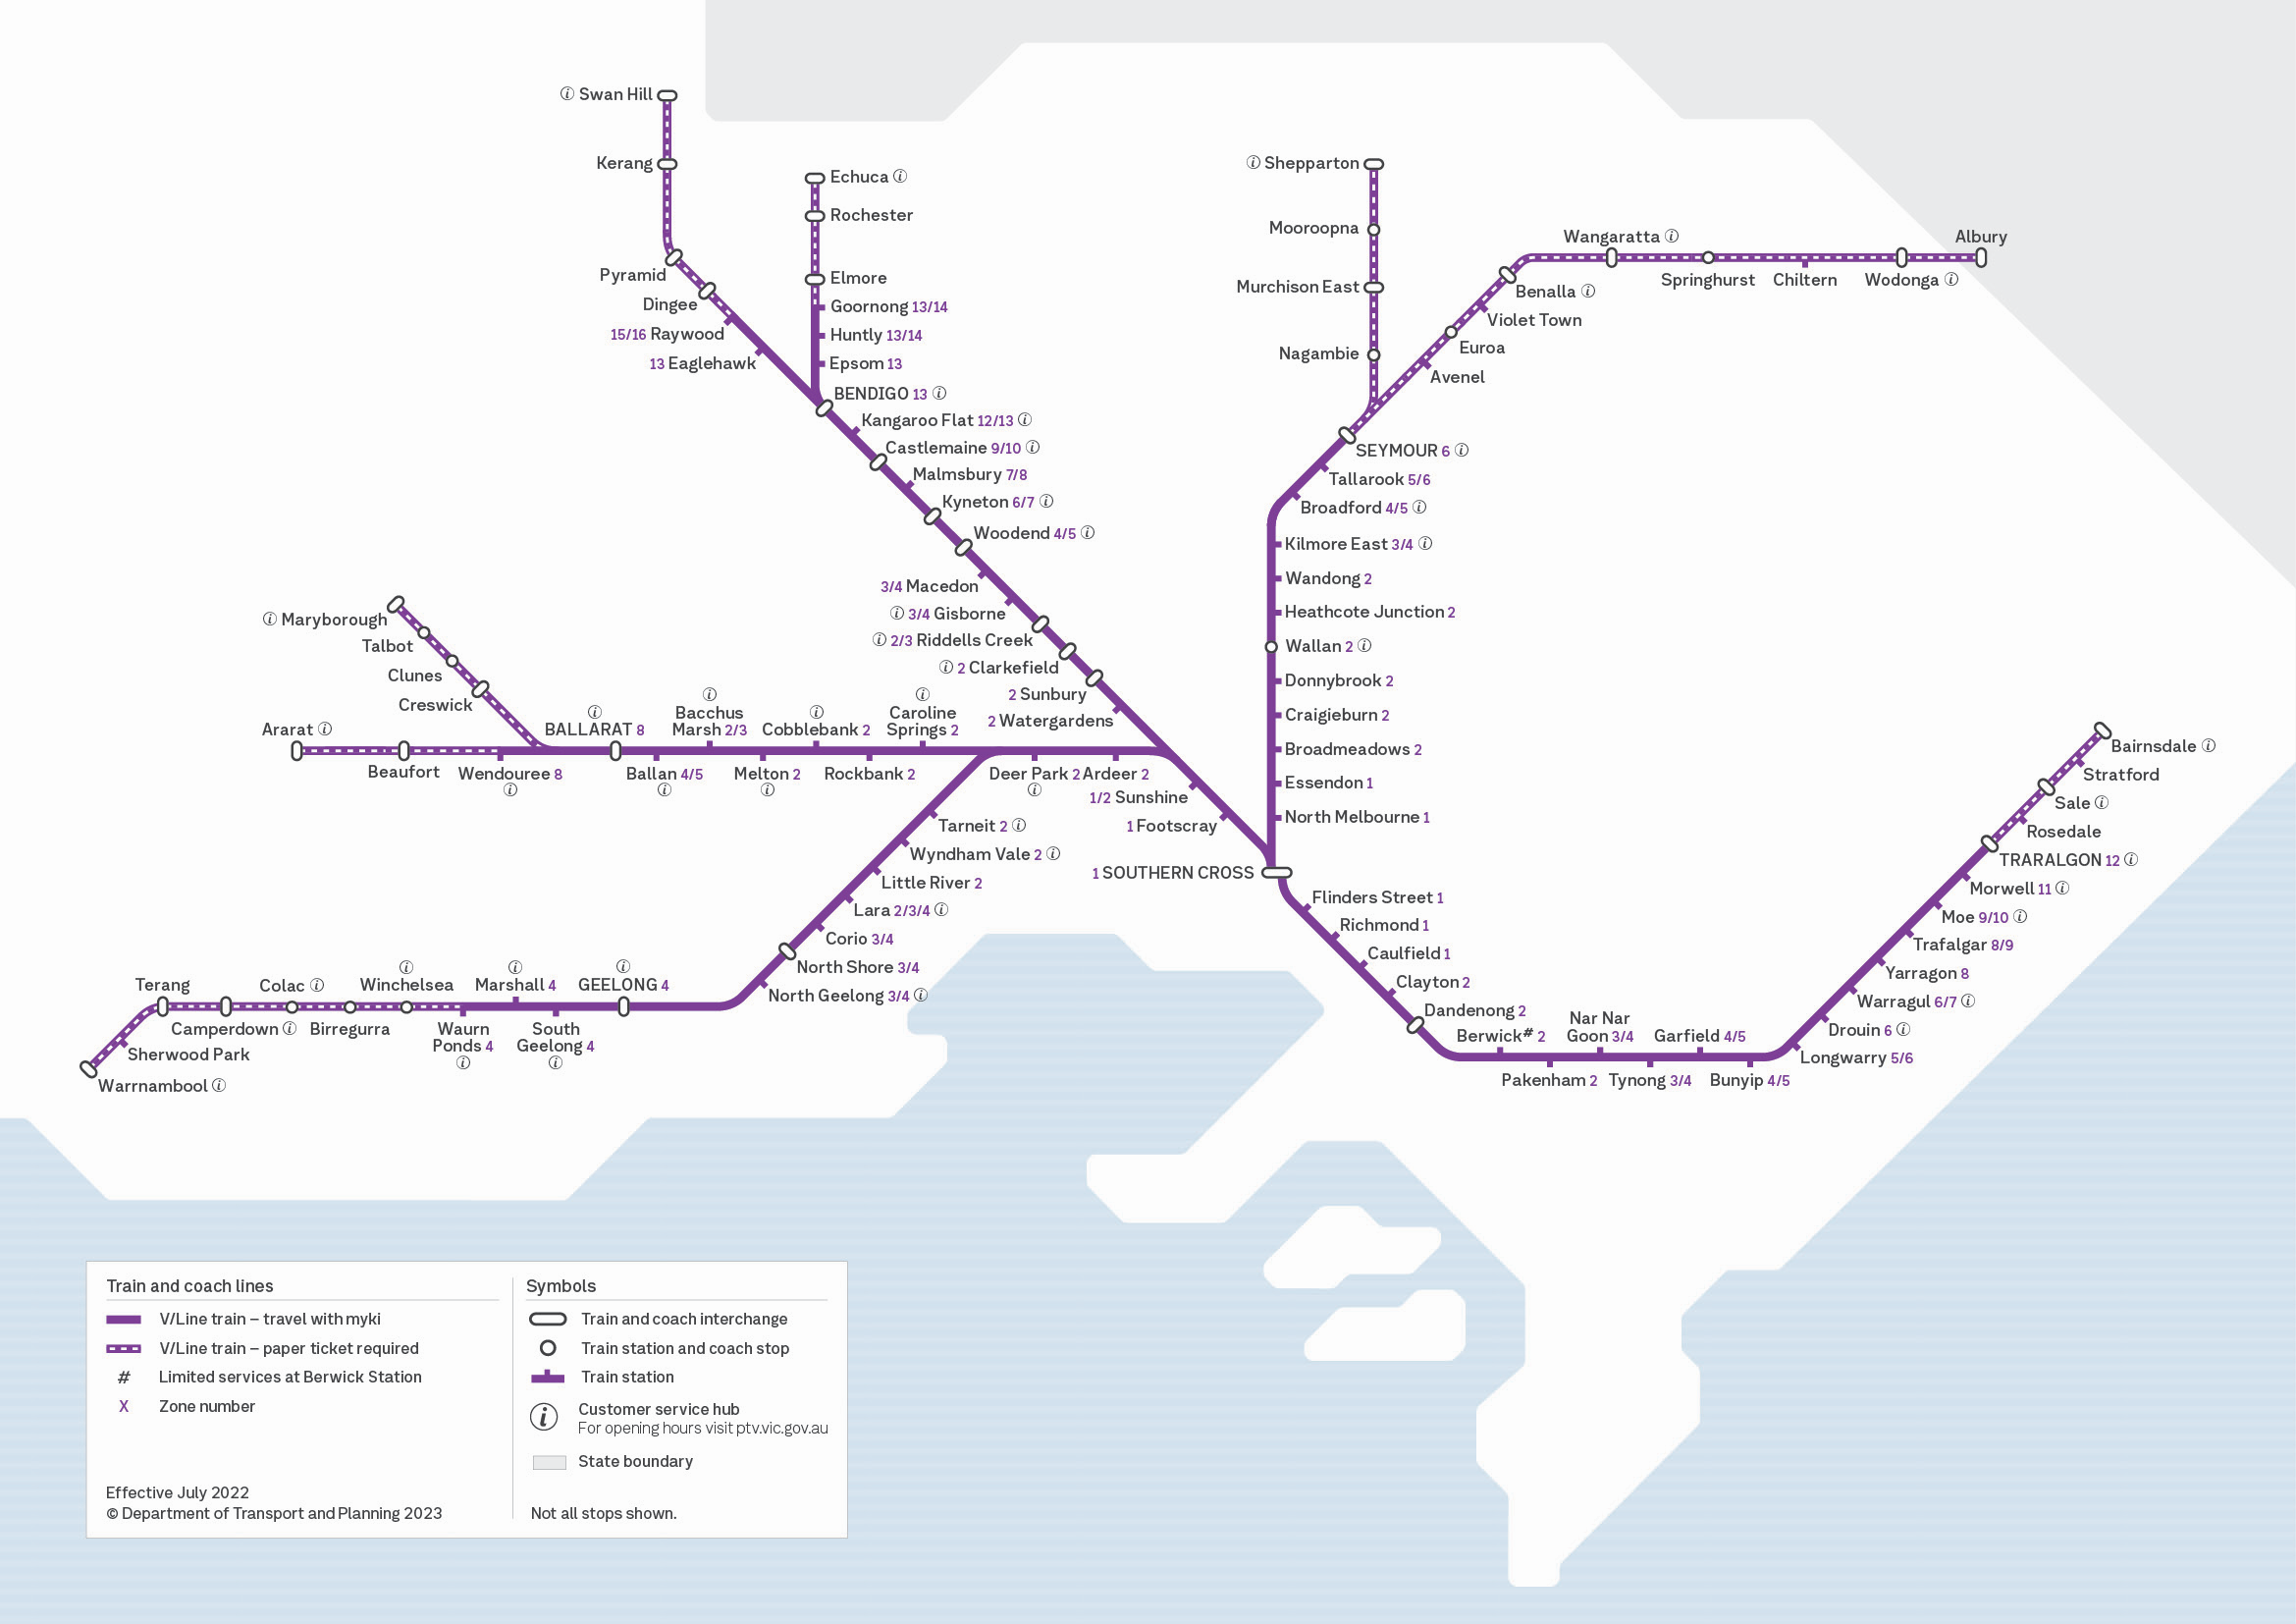 ⓘ Swan Hill
Kerang
Pyramid
Dingee
15/16 Raywood
13 Eaglehawk
Echuca ⓘ
Rochester
Elmore
Goornong 13/14
Huntly 13/14
Epsom 13
BENDIGO 13 ⓘ
Kangaroo Flat 12/13 ⓘ
Castlemaine 9/10 ⓘ
Malmsbury 7/8
Kyneton 6/7 ⓘ
Woodend 4/5 ⓘ
3/4 Macedon
ⓘ 3/4 Gisborne
ⓘ 2/3 Riddells Creek
ⓘ 2 Clarkefield
2 Sunbury
2 Watergardens
ⓘ Shepparton
Mooroopna
Murchison East
Nagambie
Albury
Wodonga ⓘ
Chiltern
Springhurst
Wangaratta ⓘ
Benalla ⓘ
Violet Town
Euroa
Avenel
SEYMOUR 6 ⓘ
Tallarook 5/6
Broadford 4/5 ⓘ
Kilmore East 3/4 ⓘ
Wandong 2
Heathcote Junction 2
Wallan 2 ⓘ
Donnybrook 2
Craigieburn 2
Broadmeadows 2
Essendon 1
North Melbourne 1
ⓘ Maryborough
Talbot
Clunes
Creswick
Ararat ⓘ
Beaufort
Wendouree 8
ⓘ
ⓘ
BALLARAT 8
Ballan 4/5
ⓘ
ⓘ
Bacchus
Marsh 2/3
Melton 2
ⓘ
ⓘ
Cobblebank 2
Rockbank 2
ⓘ
Caroline
Springs 2
Deer Park 2
ⓘ
Ardeer 2
1/2 Sunshine
1 Footscray
1 SOUTHERN CROSS
Tarneit 2 ⓘ
Wyndham Vale 2 ⓘ
Little River 2
Lara 2/3/4 ⓘ
Corio 3/4
North Shore 3/4
North Geelong 3/4 ⓘ
ⓘ
GEELONG 4
South
Geelong 4
ⓘ
ⓘ
Marshall 4
Waurn
Ponds 4
ⓘ
ⓘ
Winchelsea
Birregurra
Colac ⓘ
Camperdown ⓘ
Terang
Sherwood Park
Warrnambool ⓘ
Flinders Street 1
Richmond 1
Caulfield 1
Clayton 2
Dandenong 2
Berwick# 2
Pakenham 2
Nar Nar
Goon 3/4
Tynong 3/4
Garfield 4/5
Bunyip 4/5
Longwarry 5/6
Drouin 6 ⓘ
Warragul 6/7 ⓘ
Yarragon 8
Trafalgar 8/9
Moe 9/10 ⓘ
Morwell 11 ⓘ
TRARALGON 12 ⓘ
Rosedale
Sale ⓘ
Stratford
Bairnsdale ⓘ
Train and coach lines
V/Line train – travel with myki
V/Line train – paper ticket required
# Limited services at Berwick Station
X Zone number
Effective July 2022
© Department of Transport and Planning 2023
Symbols
Train and coach interchange
Train station and coach stop
Train station
ⓘ Customer service hub
For opening hours visit ptv.vic.gov.au
State boundary
Not all stops shown.